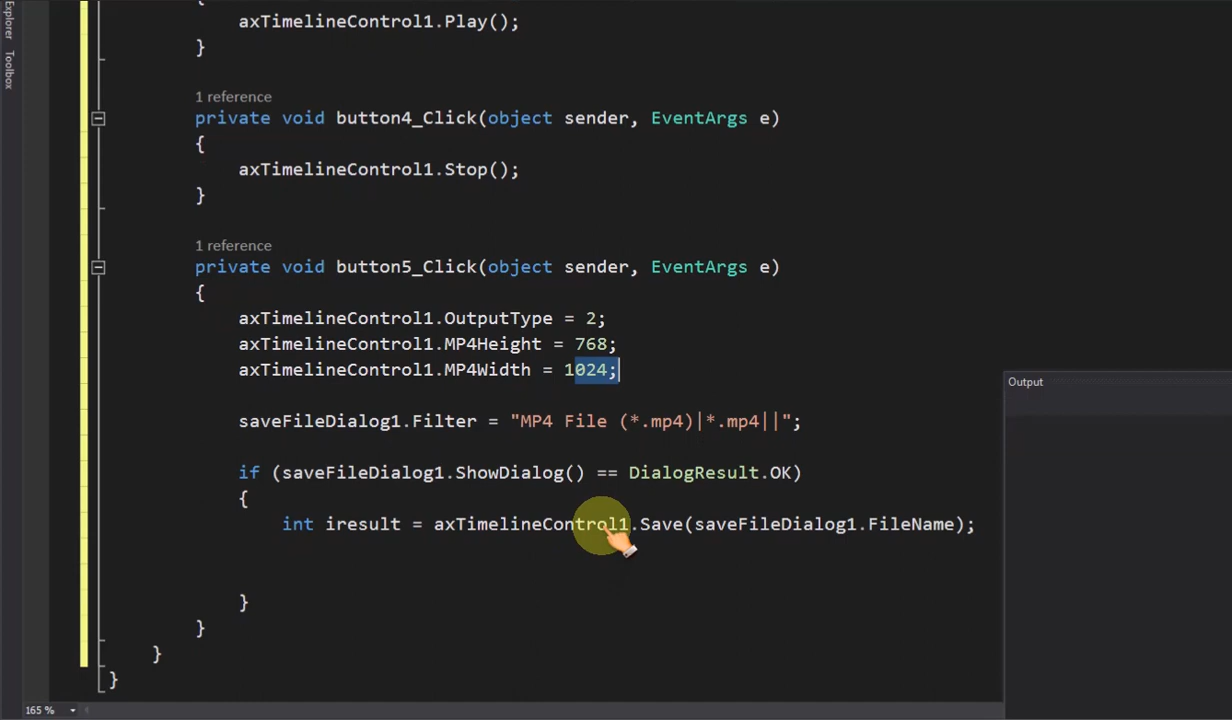 Explorer
Toolbox
axTimelineControl1.Play();
}
1 reference
private void button4_Click(object sender, EventArgs e)
{
axTimelineControl1.Stop();
}
1 reference
private void button5_Click(object sender, EventArgs e)
{
axTimelineControl1.OutputType = 2;
axTimelineControl1.MP4Height = 768;
axTimelineControl1.MP4Width = 1024;
saveFileDialog1.Filter = "MP4 File (*.mp4)|*.mp4||";
if (saveFileDialog1.ShowDialog() == DialogResult.OK)
{
int iresult = axTimelineControl1.Save(saveFileDialog1.FileName);
}
}
}
}
Output
165 %